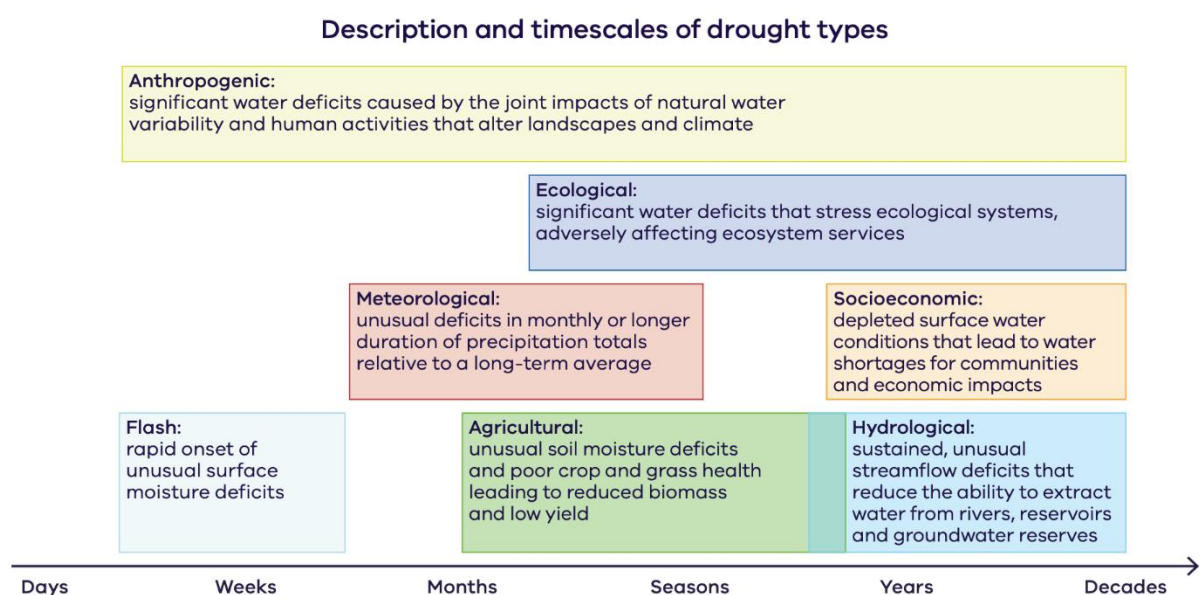 Description and timescales of drought types
Anthropogenic:
significant water deficits caused by the joint impacts of natural water
variability and human activities that alter landscapes and climate
Ecological:
significant water deficits that stress ecological systems,
adversely affecting ecosystem services
Meteorological:
unusual deficits in monthly or longer
duration of precipitation totals
relative to a long-term average
Socioeconomic:
depleted surface water
conditions that lead to water
shortages for communities
and economic impacts
Flash:
rapid onset of
unusual surface
moisture deficits
Agricultural:
unusual soil moisture deficits
and poor crop and grass health
leading to reduced biomass
and low yield
Hydrological:
sustained, unusual
streamflow deficits that
reduce the ability to extract
water from rivers, reservoirs
and groundwater reserves
Days Weeks Months Seasons Years Decades